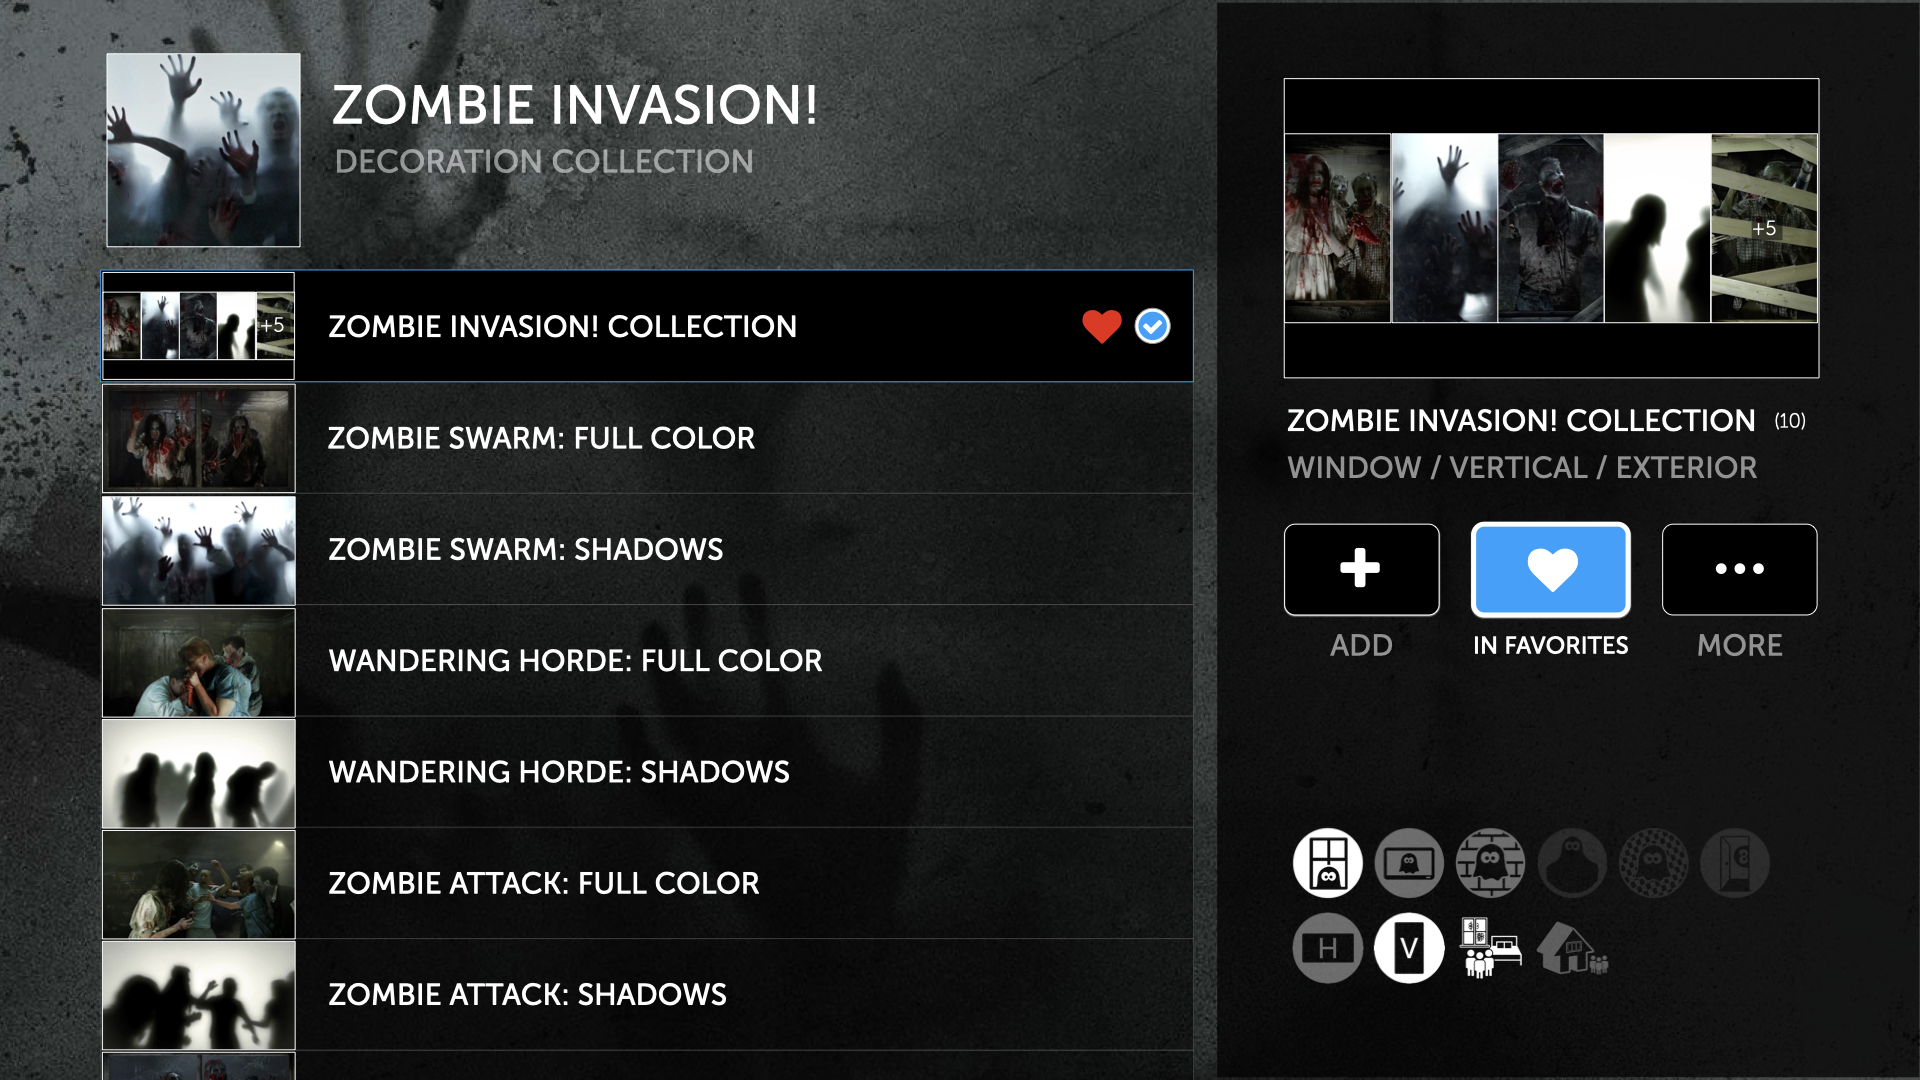 ZOMBIE INVASION!
DECORATION COLLECTION
+5
ZOMBIE INVASION! COLLECTION
ZOMBIE SWARM: FULL COLOR
ZOMBIE SWARM: SHADOWS
WANDERING HORDE: FULL COLOR
WANDERING HORDE: SHADOWS
ZOMBIE ATTACK: FULL COLOR
ZOMBIE ATTACK: SHADOWS
+5
ZOMBIE INVASION! COLLECTION (10)
WINDOW / VERTICAL / EXTERIOR
ADD
IN FAVORITES
MORE
H
V